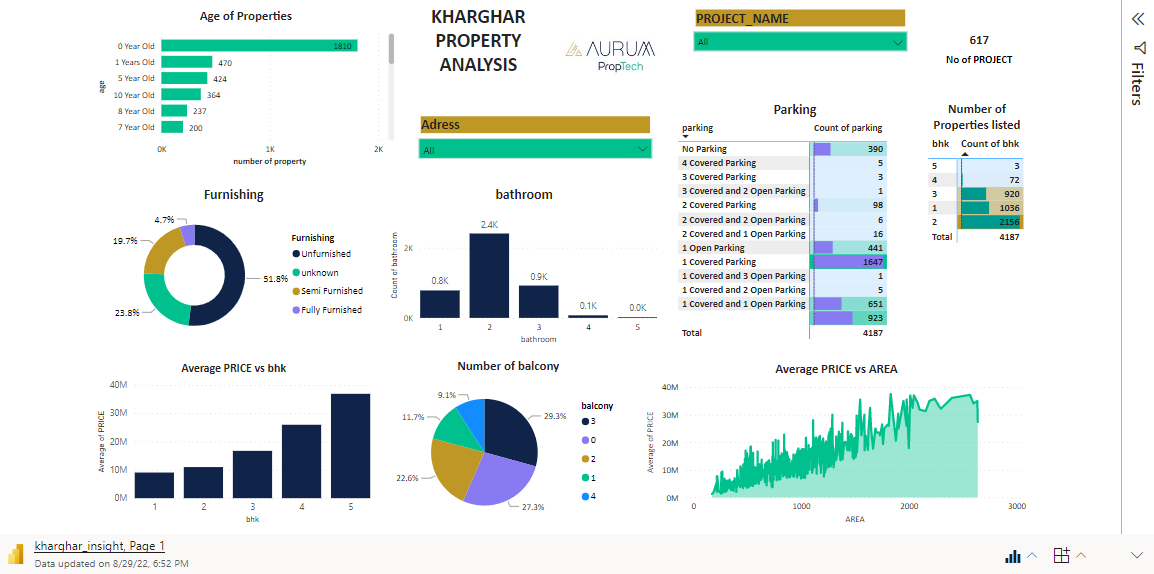 Age of Properties
age
0 Year Old 1810
1 Years Old 470
5 Year Old 424
10 Year Old 364
8 Year Old 237
7 Year Old 200
0K 1K 2K
number of property
KHARGHAR
PROPERTY
ANALYSIS
AURUM
PropTech
PROJECT_NAME
All
617
No of PROJECT
Filters
Adress
All
Parking
parking Count of parking
No Parking 390
4 Covered Parking 5
3 Covered Parking 3
3 Covered and 2 Open Parking 1
2 Covered Parking 98
2 Covered and 2 Open Parking 6
2 Covered and 1 Open Parking 16
1 Open Parking 441
1 Covered Parking 1647
1 Covered and 3 Open Parking 1
1 Covered and 2 Open Parking 5
1 Covered and 1 Open Parking 651
923
Total 4187
Number of
Properties listed
bhk Count of bhk
5 3
4 72
3 920
1 1036
2 2156
Total 4187
Furnishing
4.7%
19.7%
23.8%
51.8%
Furnishing
Unfurnished
unknown
Semi Furnished
Fully Furnished
bathroom
Count of bathroom
2K
0K
0.8K 2.4K 0.9K 0.1K 0.0K
1 2 3 4 5
bathroom
Average PRICE vs bhk
Average of PRICE
40M
30M
20M
10M
0M
1 2 3 4 5
bhk
Number of balcony
9.1%
11.7%
22.6%
29.3%
27.3%
balcony
3
0
2
1
4
Average PRICE vs AREA
Average of PRICE
40M
30M
20M
10M
0M
0 1000 2000 3000
AREA
kharghar_insight, Page 1
Data updated on 8/29/22, 6:52 PM